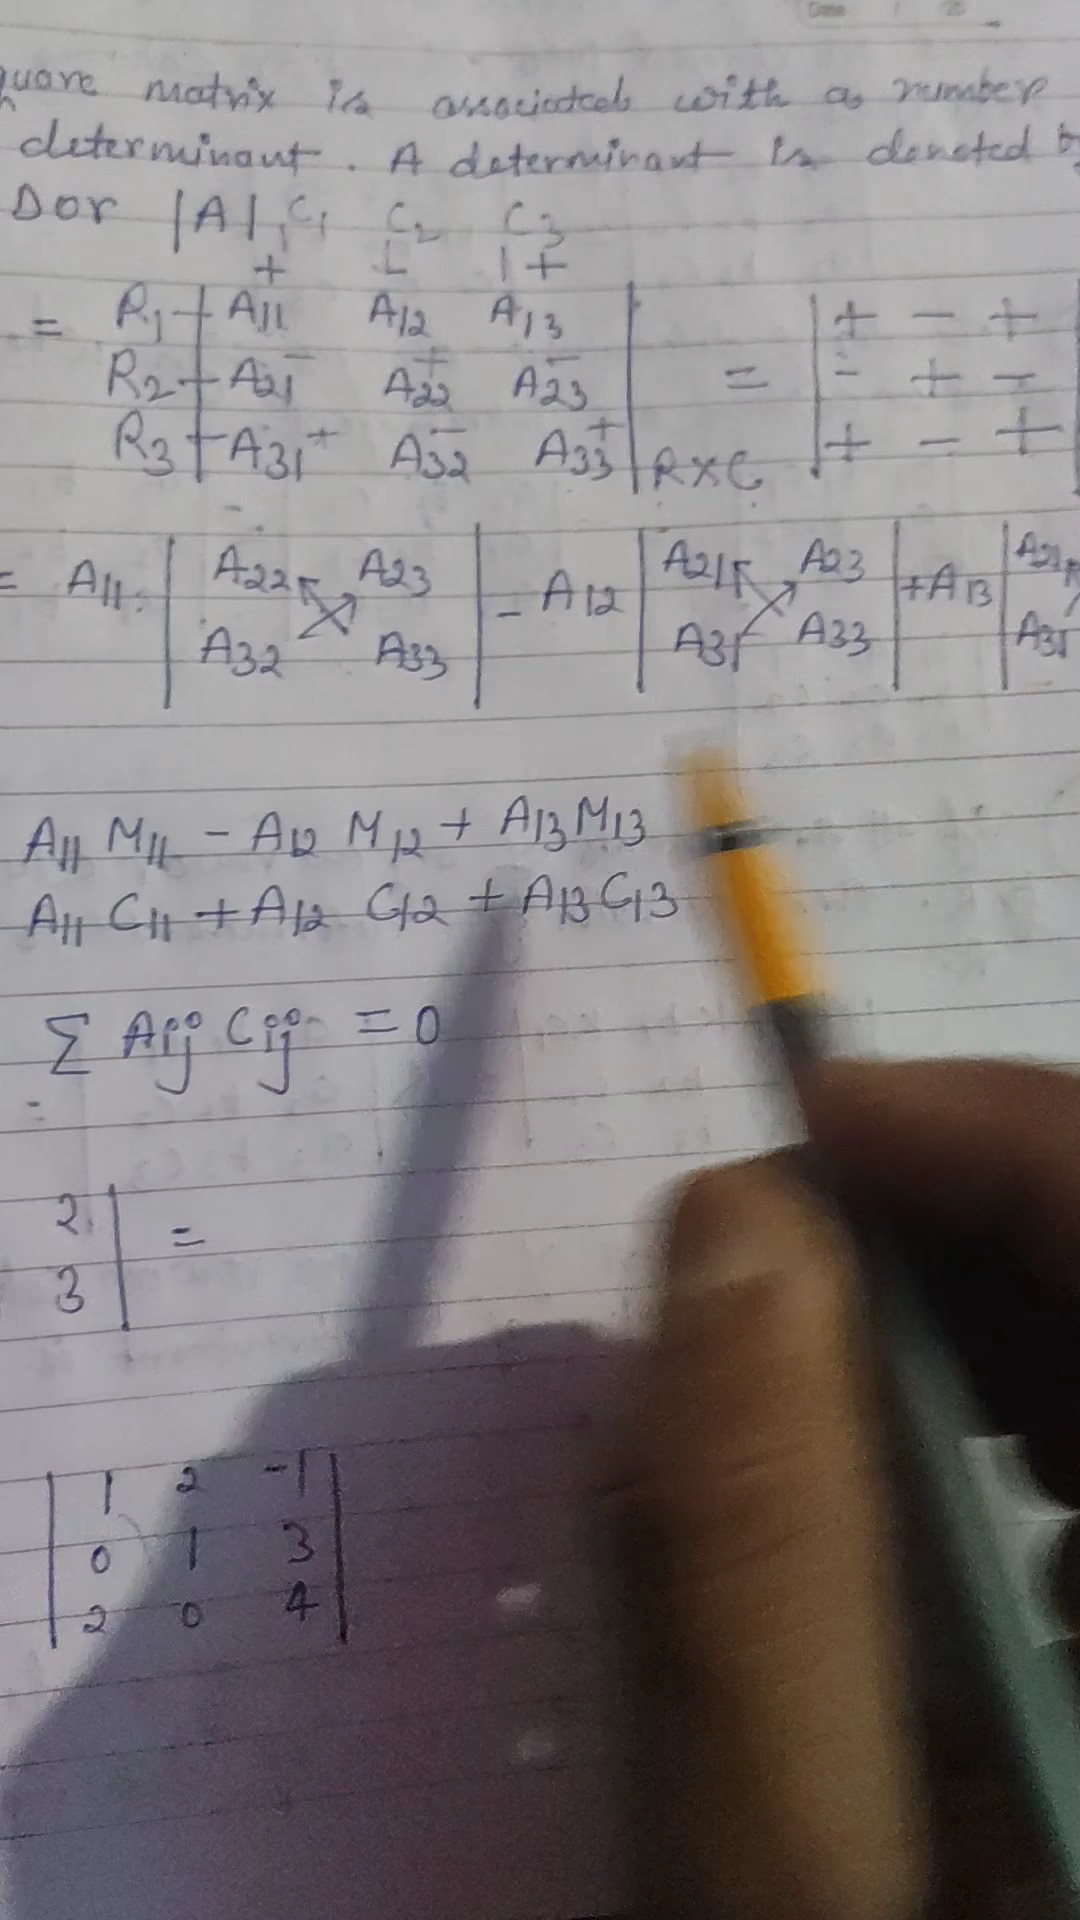 quare matrix is associated with a number
determinant. A determinant is denoted
D or |A| C1 C2 C3
+ - +
= R1 | A11 A12 A13 | = | + - + |
R2 | A21 - A22 + A23 - | | - + - |
R3 | A31 + A32 - A33 + | R×C | + - + |
= A11 | A22 A23 | - A12 | A21 A23 | + A13 | A21
| A32 A33 | | A31 A33 | | A31
A11 M11 - A12 M12 + A13 M13
A11 C11 + A12 C12 + A13 C13
Σ Aij Cij = 0
2 | =
3 |
| 1 2 -1 |
| 0 1 3 |
| 2 0 4 |